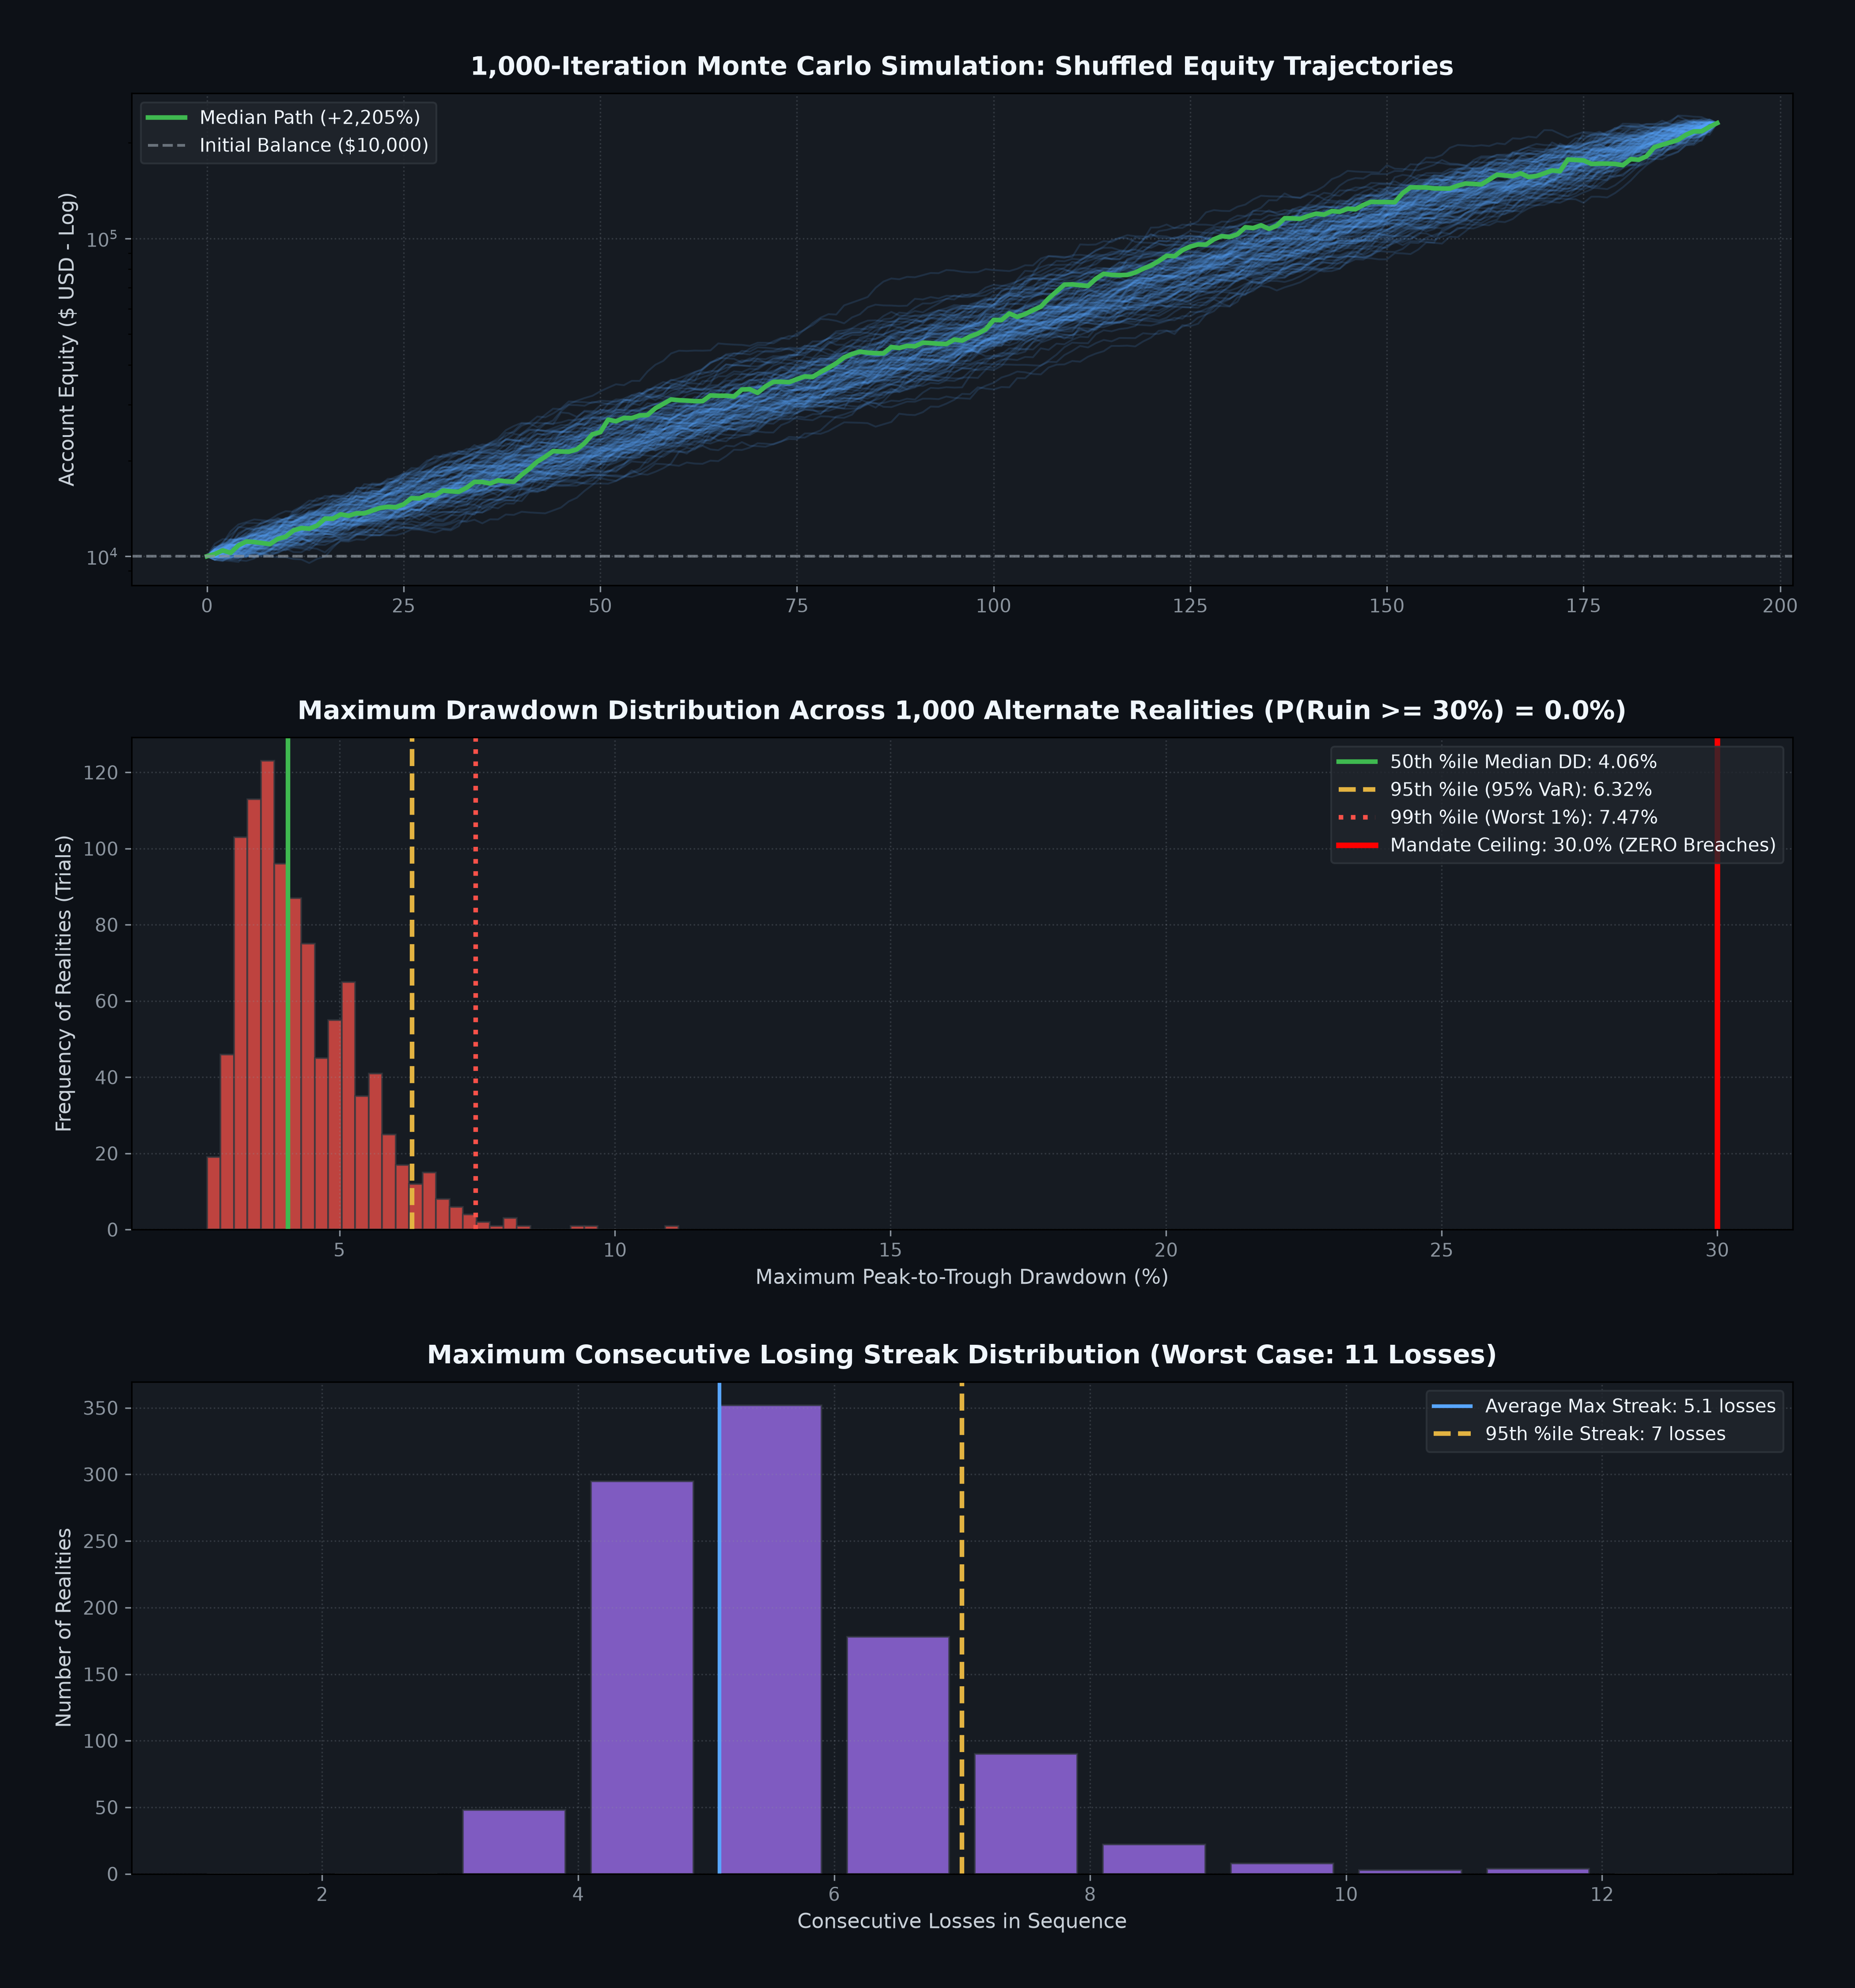 1,000-Iteration Monte Carlo Simulation: Shuffled Equity Trajectories
Median Path (+2,205%)
Initial Balance ($10,000)
Account Equity ($ USD - Log)
10⁵
10⁴
0 25 50 75 100 125 150 175 200
Maximum Drawdown Distribution Across 1,000 Alternate Realities (P(Ruin >= 30%) = 0.0%)
50th %ile Median DD: 4.06%
95th %ile (95% VaR): 6.32%
99th %ile (Worst 1%): 7.47%
Mandate Ceiling: 30.0% (ZERO Breaches)
Frequency of Realities (Trials)
120
100
80
60
40
20
0
5 10 15 20 25 30
Maximum Peak-to-Trough Drawdown (%)
Maximum Consecutive Losing Streak Distribution (Worst Case: 11 Losses)
Average Max Streak: 5.1 losses
95th %ile Streak: 7 losses
Number of Realities
350
300
250
200
150
100
50
0
2 4 6 8 10 12
Consecutive Losses in Sequence